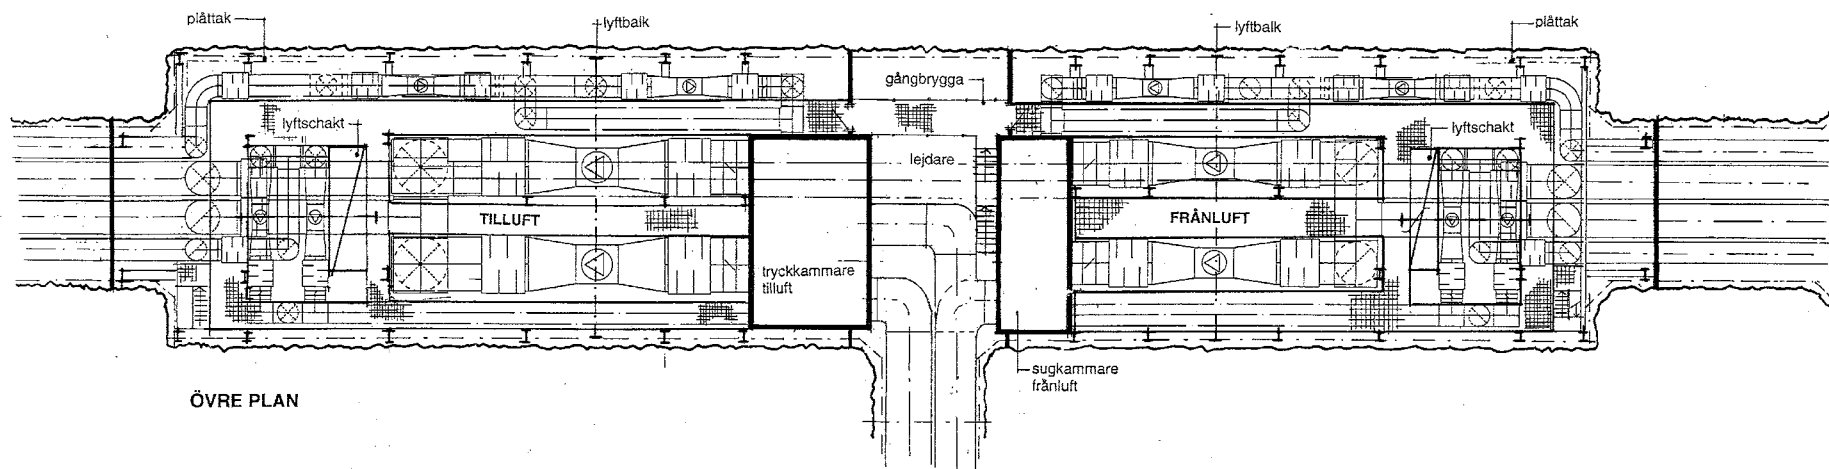 plåttak
lyftbalk
lyftbalk
plåttak
gångbrygga
lyftschakt
lyftschakt
lejdare
TILLUFT
FRÅNLUFT
tryckkammare
tilluft
sugkammare
frånluft
ÖVRE PLAN